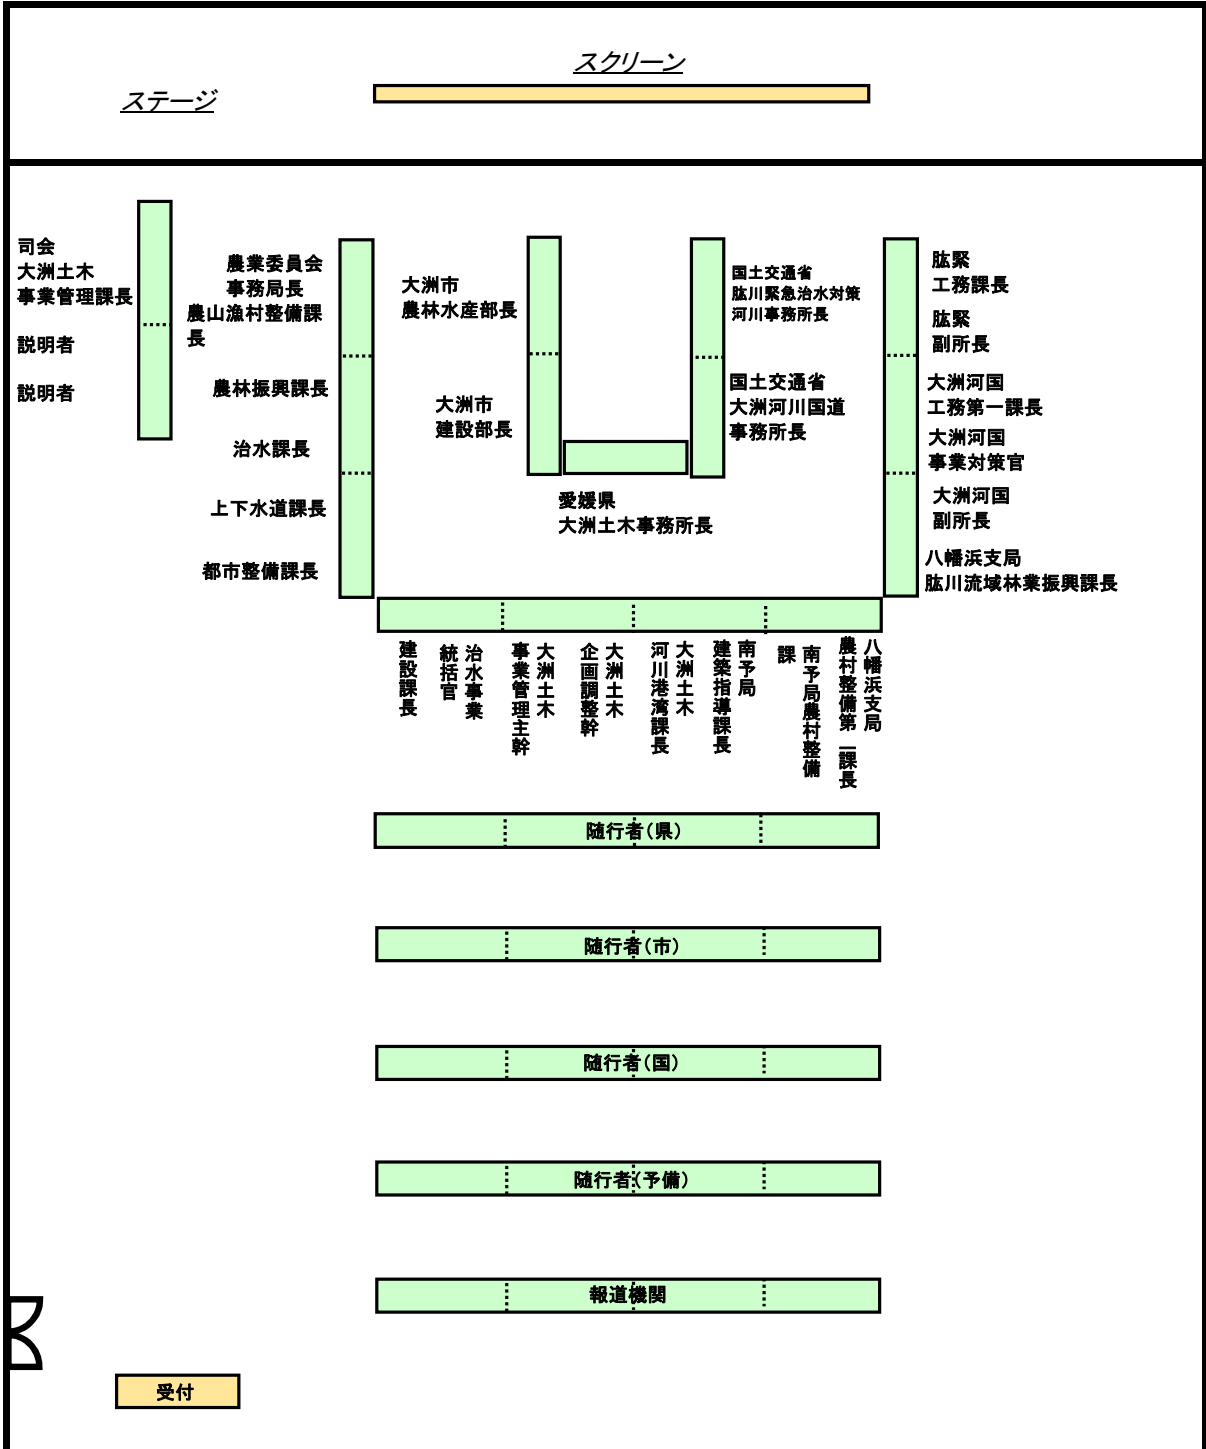 スクリーン
ステージ
司会
大洲土木
事業管理課長
説明者
説明者
農業委員会
事務局長
農山漁村整備課
長
農林振興課長
治水課長
上下水道課長
都市整備課長
大洲市
農林水産部長
大洲市
建設部長
国土交通省
肱川緊急治水対策
河川事務所長
国土交通省
大洲河川国道
事務所長
愛媛県
大洲土木事務所長
肱緊
工務課長
肱緊
副所長
大洲河国
工務第一課長
大洲河国
事業対策官
大洲河国
副所長
八幡浜支局
肱川流域林業振興課長
建設課長
治水事業
統括官
大洲土木
事業管理主幹
大洲土木
企画調整幹
大洲土木
河川港湾課長
南予局
建築指導課長
南予局農村整備
課
八幡浜支局
農村整備第二課長
随行者(県)
随行者(市)
随行者(国)
随行者(予備)
報道機関
受付